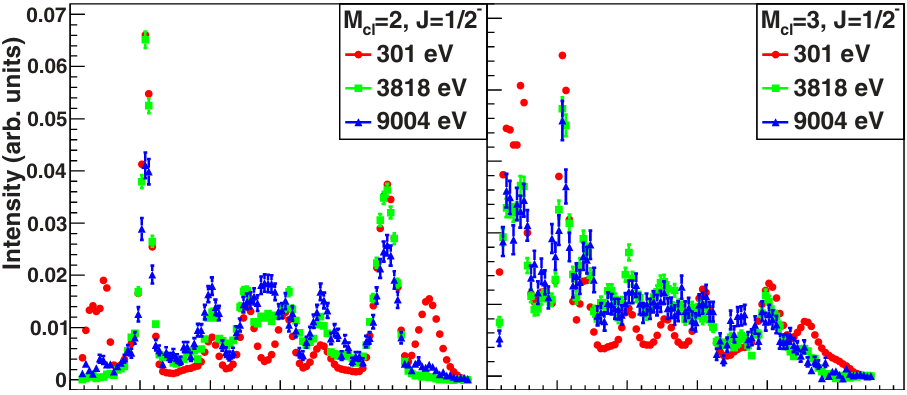 Intensity (arb. units)
0.07
0.06
0.05
0.04
0.03
0.02
0.01
0
M_cl=2, J=1/2^-
301 eV
3818 eV
9004 eV
M_cl=3, J=1/2^-
301 eV
3818 eV
9004 eV